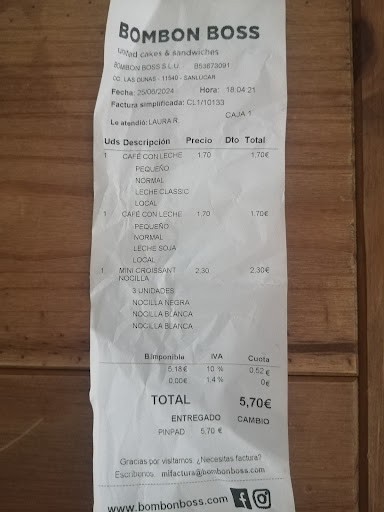 BOMBON BOSS
united cakes & sandwiches
BOMBON BOSS S.L.U. B53673091
CC. LAS DUNAS - 11540 - SANLUCAR
Fecha: 25/06/2024 Hora: 18:04:21
Factura simplificada: CL1/10133
CAJA 1
Le atendió: LAURA R.
Uds Descripción Precio Dto Total
1 CAFÉ CON LECHE 1.70 1.70€
PEQUEÑO
NORMAL
LECHE CLASSIC
LOCAL
1 CAFÉ CON LECHE 1.70 1.70€
PEQUEÑO
NORMAL
LECHE SOJA
LOCAL
1 MINI CROISSANT 2.30 2.30€
NOCILLA
3 UNIDADES
NOCILLA NEGRA
NOCILLA BLANCA
NOCILLA BLANCA
B.Imponible IVA Cuota
5.18€ 10 % 0.52 €
0.00€ 1,4 % 0€
TOTAL 5,70€
ENTREGADO CAMBIO
PINPAD 5,70 €
Gracias por visitarnos ¿Necesitas factura?
Escríbenos: mifactura@bombonboss.com
www.bombonboss.com